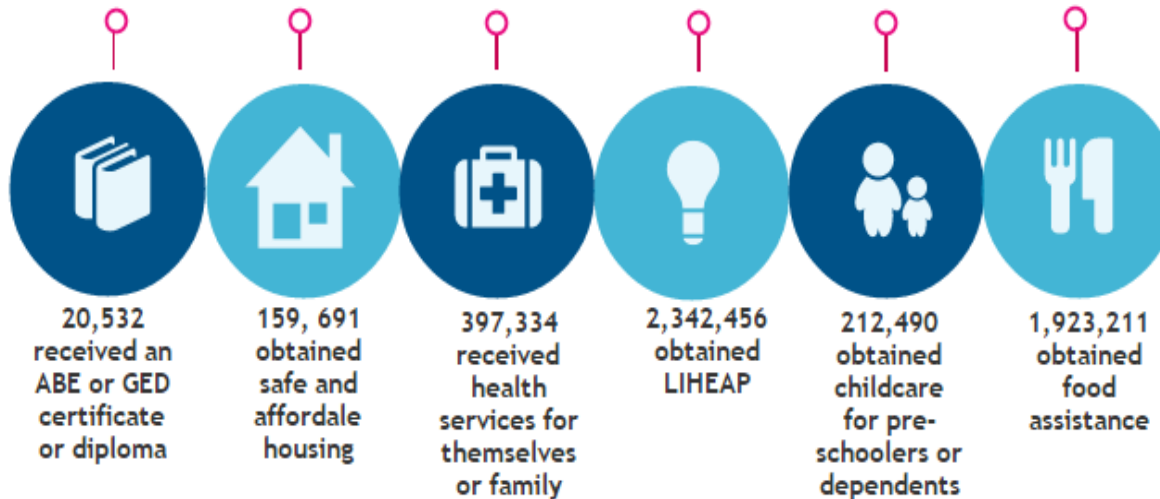 20,532
received an
ABE or GED
certificate
or diploma
159, 691
obtained
safe and
affordale
housing
397,334
received
health
services for
themselves
or family
2,342,456
obtained
LIHEAP
212,490
obtained
childcare
for pre-
schoolers or
dependents
1,923,211
obtained
food
assistance